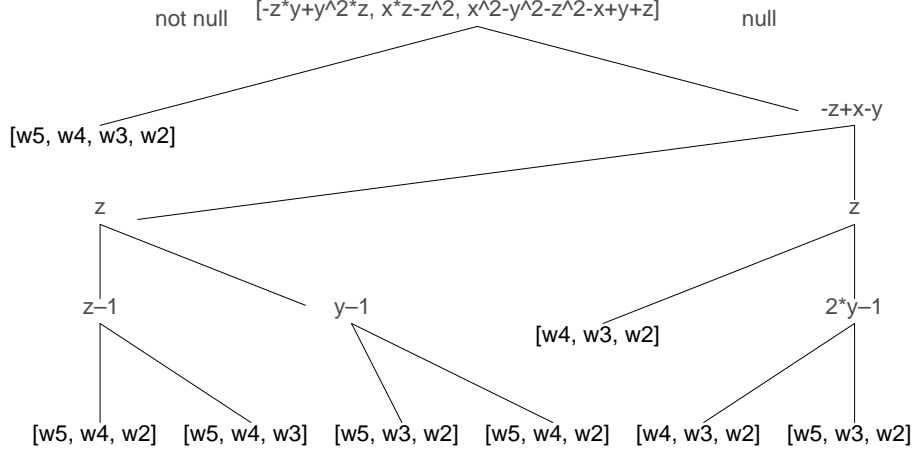 not null [-z*y+y^2*z, x*z-z^2, x^2-y^2-z^2-x+y+z] null
[w5, w4, w3, w2] -z+x-y
z z
z–1 y–1 [w4, w3, w2] 2*y–1
[w5, w4, w2] [w5, w4, w3] [w5, w3, w2] [w5, w4, w2] [w4, w3, w2] [w5, w3, w2]